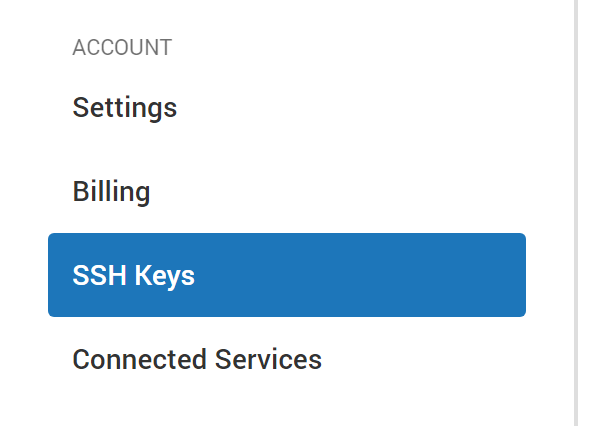 ACCOUNT
Settings
Billing
SSH Keys
Connected Services